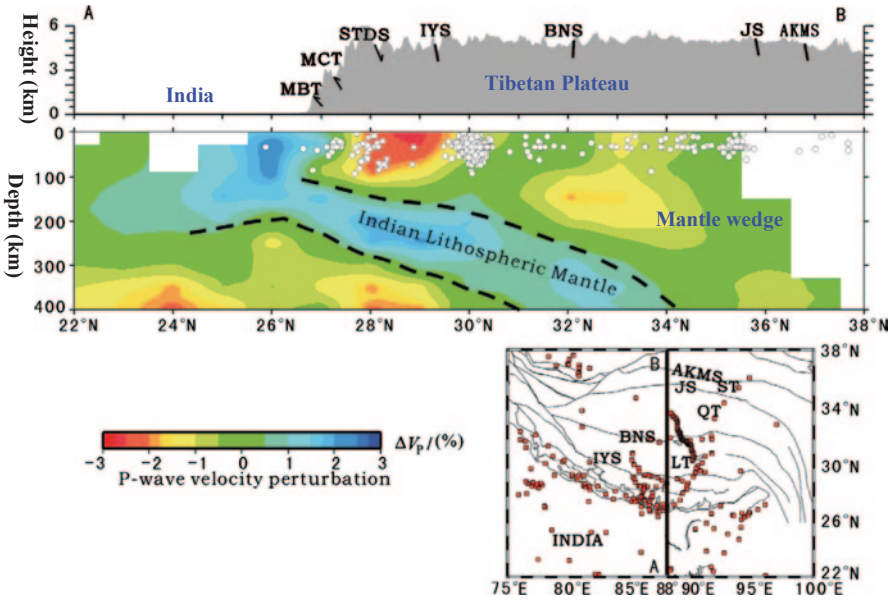 A
B
Height (km)
6
3
0
MBT
MCT
STDS
IYS
BNS
JS
AKMS
India
Tibetan Plateau
Depth (km)
0
100
200
300
400
Indian Lithospheric Mantle
Mantle wedge
22°N
24°N
26°N
28°N
30°N
32°N
34°N
36°N
38°N
-3
-2
-1
0
1
2
3
ΔVP/(%)
P-wave velocity perturbation
B
AKMS
JS
ST
QT
BNS
IYS
LT
INDIA
A
38°N
34°N
30°N
26°N
22°N
75°E
80°E
85°E
88°
90°E
95°E
100°E